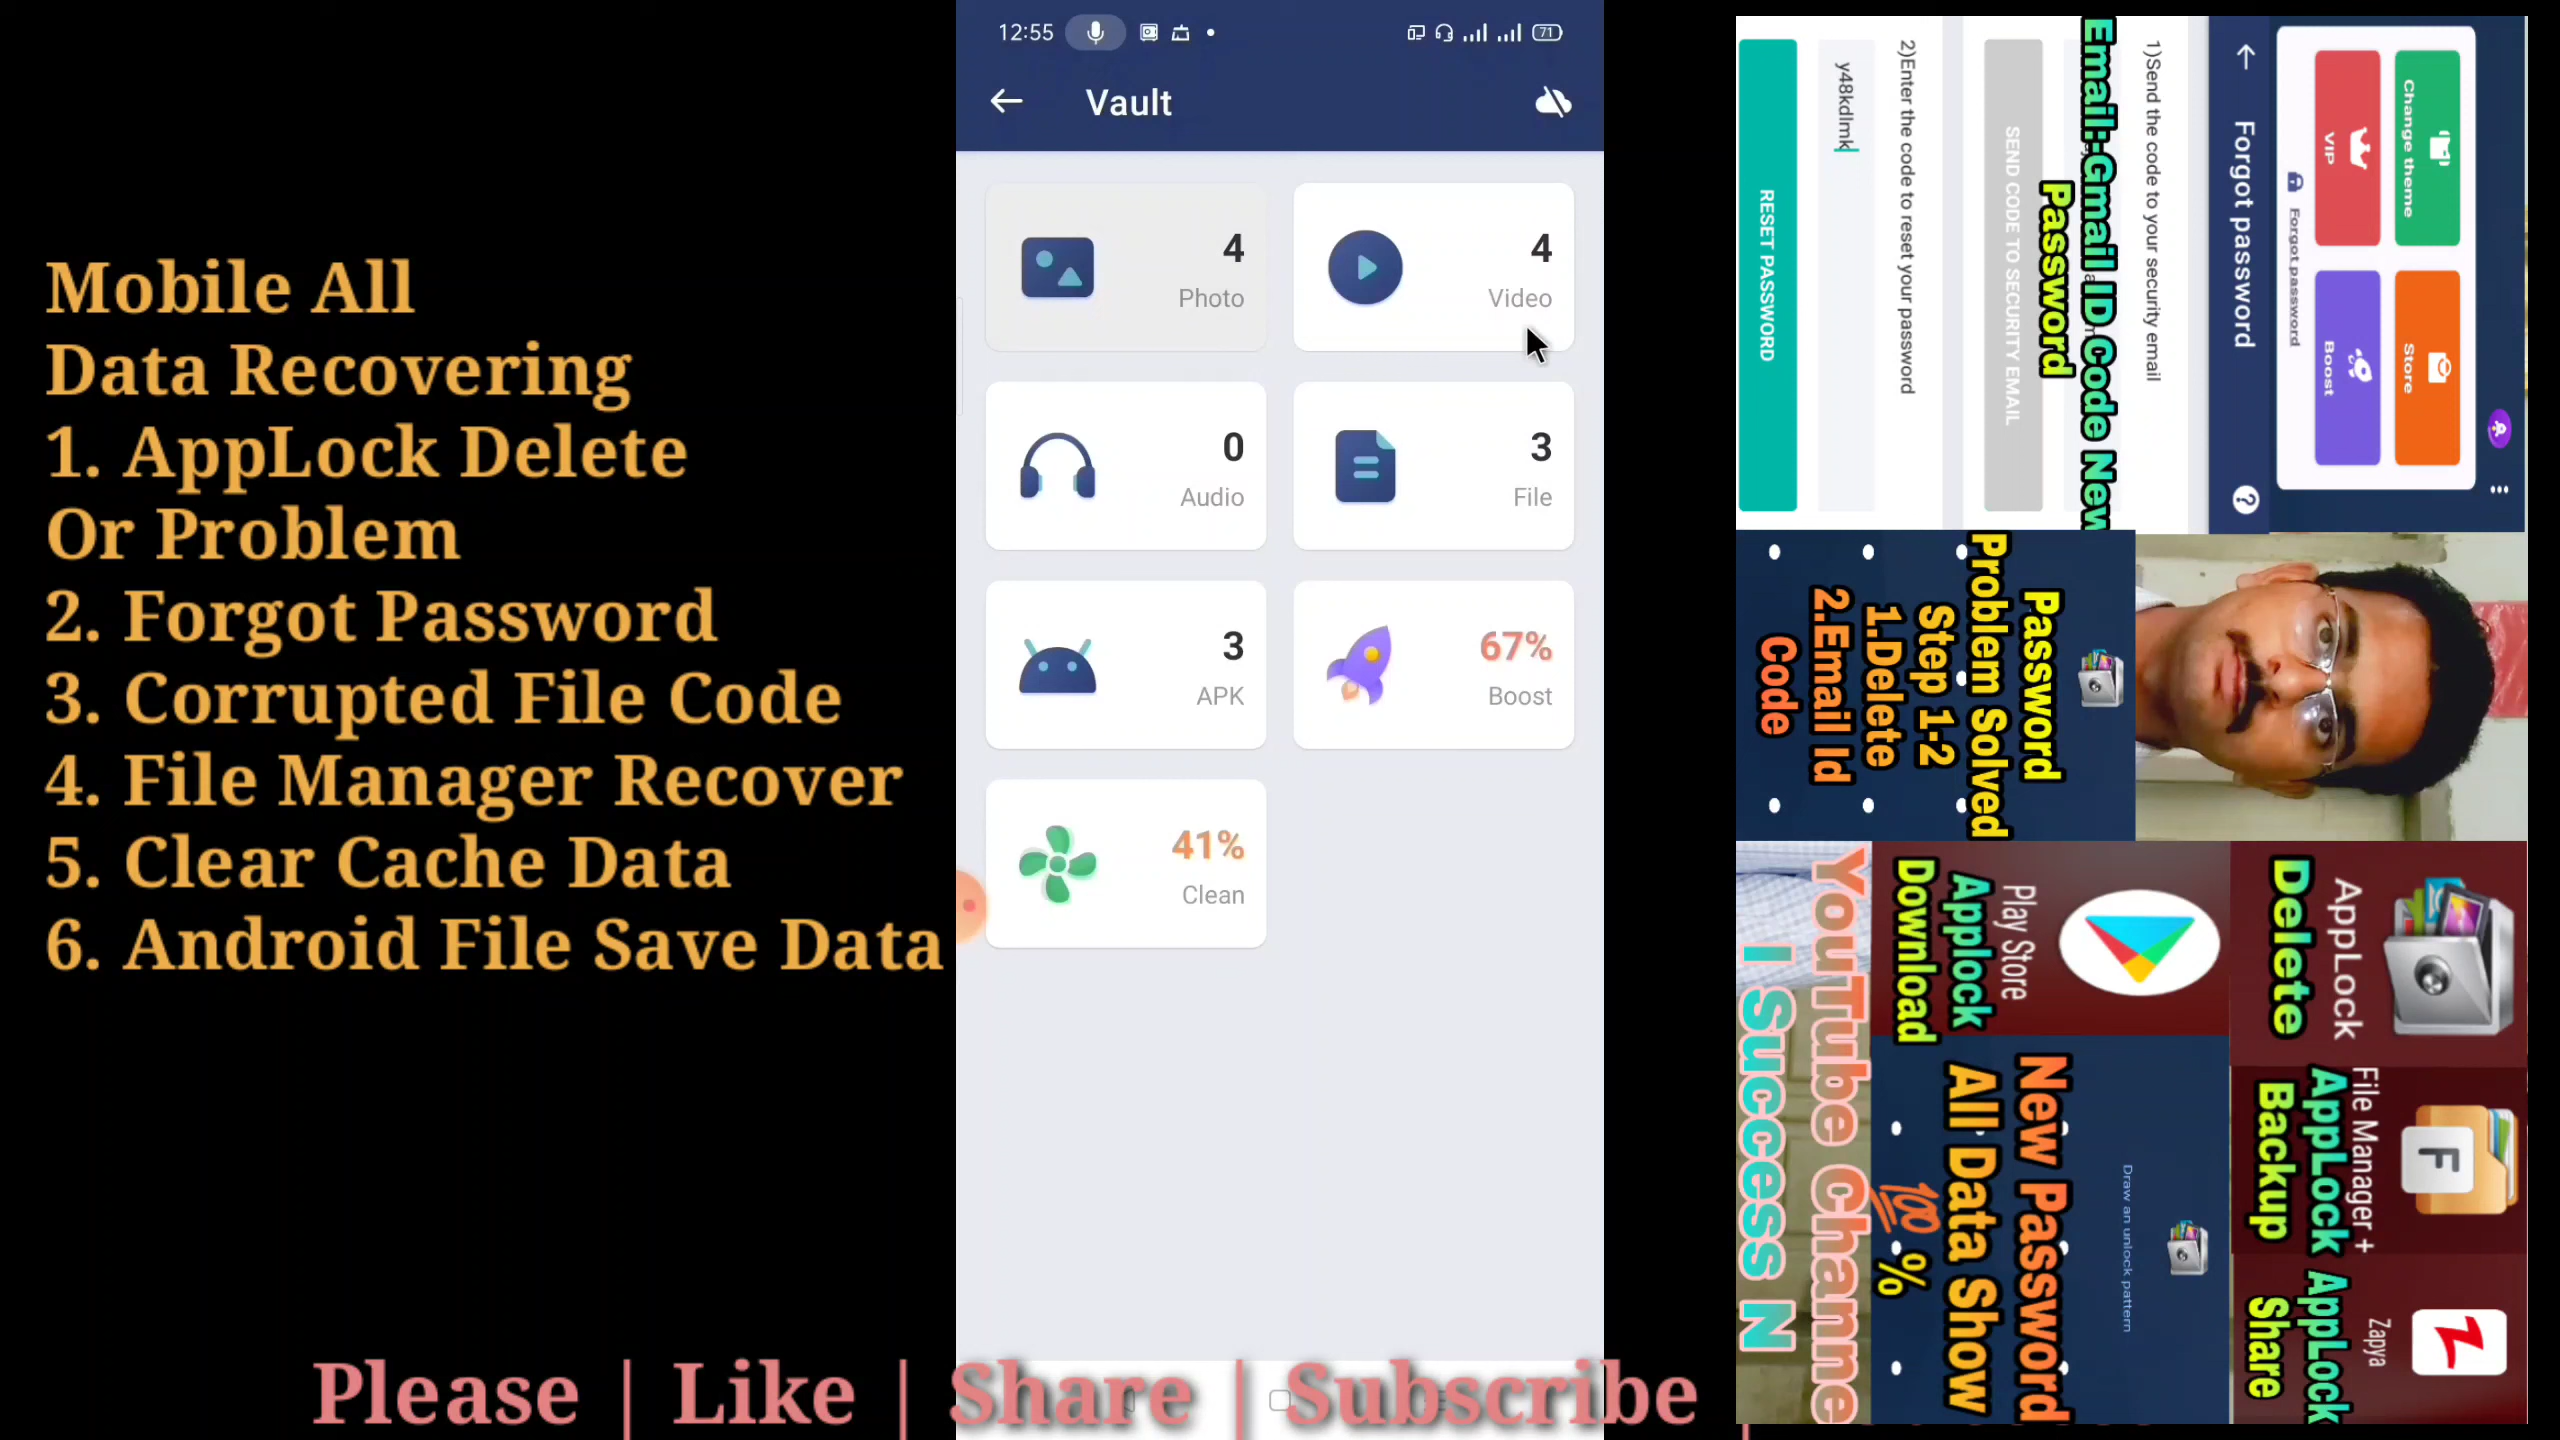 Mobile All
Data Recovering
1. AppLock Delete
Or Problem
2. Forgot Password
3. Corrupted File Code
4. File Manager Recover
5. Clear Cache Data
6. Android File Save Data
12:55
71
Vault
4
Photo
4
Video
0
Audio
3
File
3
APK
67%
Boost
41%
Clean
Please | Like | Share | Subscribe |
Change theme
Store
VIP
Boost
Forgot password
Forgot password
1)Send the code to your security email
Email:-Gmail ID Code New
Password
SEND CODE TO SECURITY EMAIL
2)Enter the code to reset your password
y48kdlmk
RESET PASSWORD
Password
Problem Solved
Step 1-2
1.Delete
2.Email Id
Code
AppLock
Delete
File Manager +
AppLock
Backup
Zapya
AppLock
Share
Play Store
Applock
Download
Draw an unlock pattern
New Password
All Data Show
100 %
YouTube Channe
I Success N